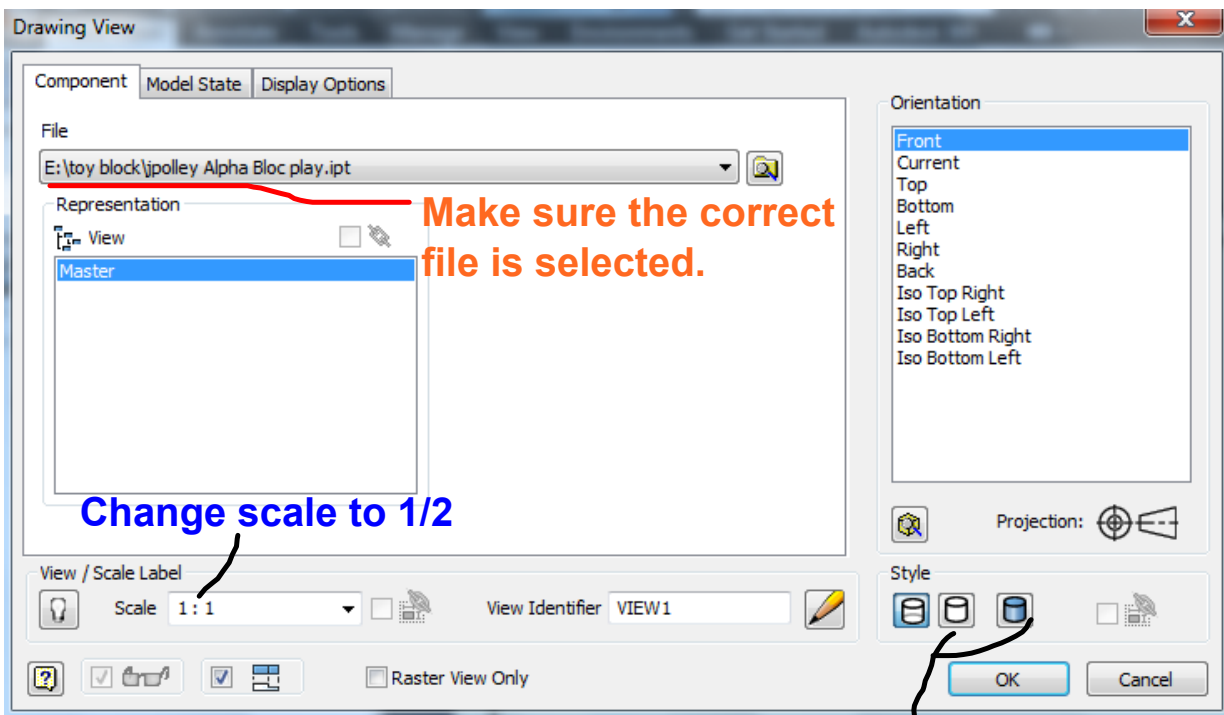 Drawing View
Component Model State Display Options
File
E:\toy block\jpolley Alpha Bloc play.ipt
Make sure the correct
file is selected.
Representation
View
Master
Change scale to 1/2
Orientation
Front
Current
Top
Bottom
Left
Right
Back
Iso Top Right
Iso Top Left
Iso Bottom Right
Iso Bottom Left
Projection:
View / Scale Label
Scale 1:1
View Identifier VIEW1
Style
Raster View Only
OK Cancel